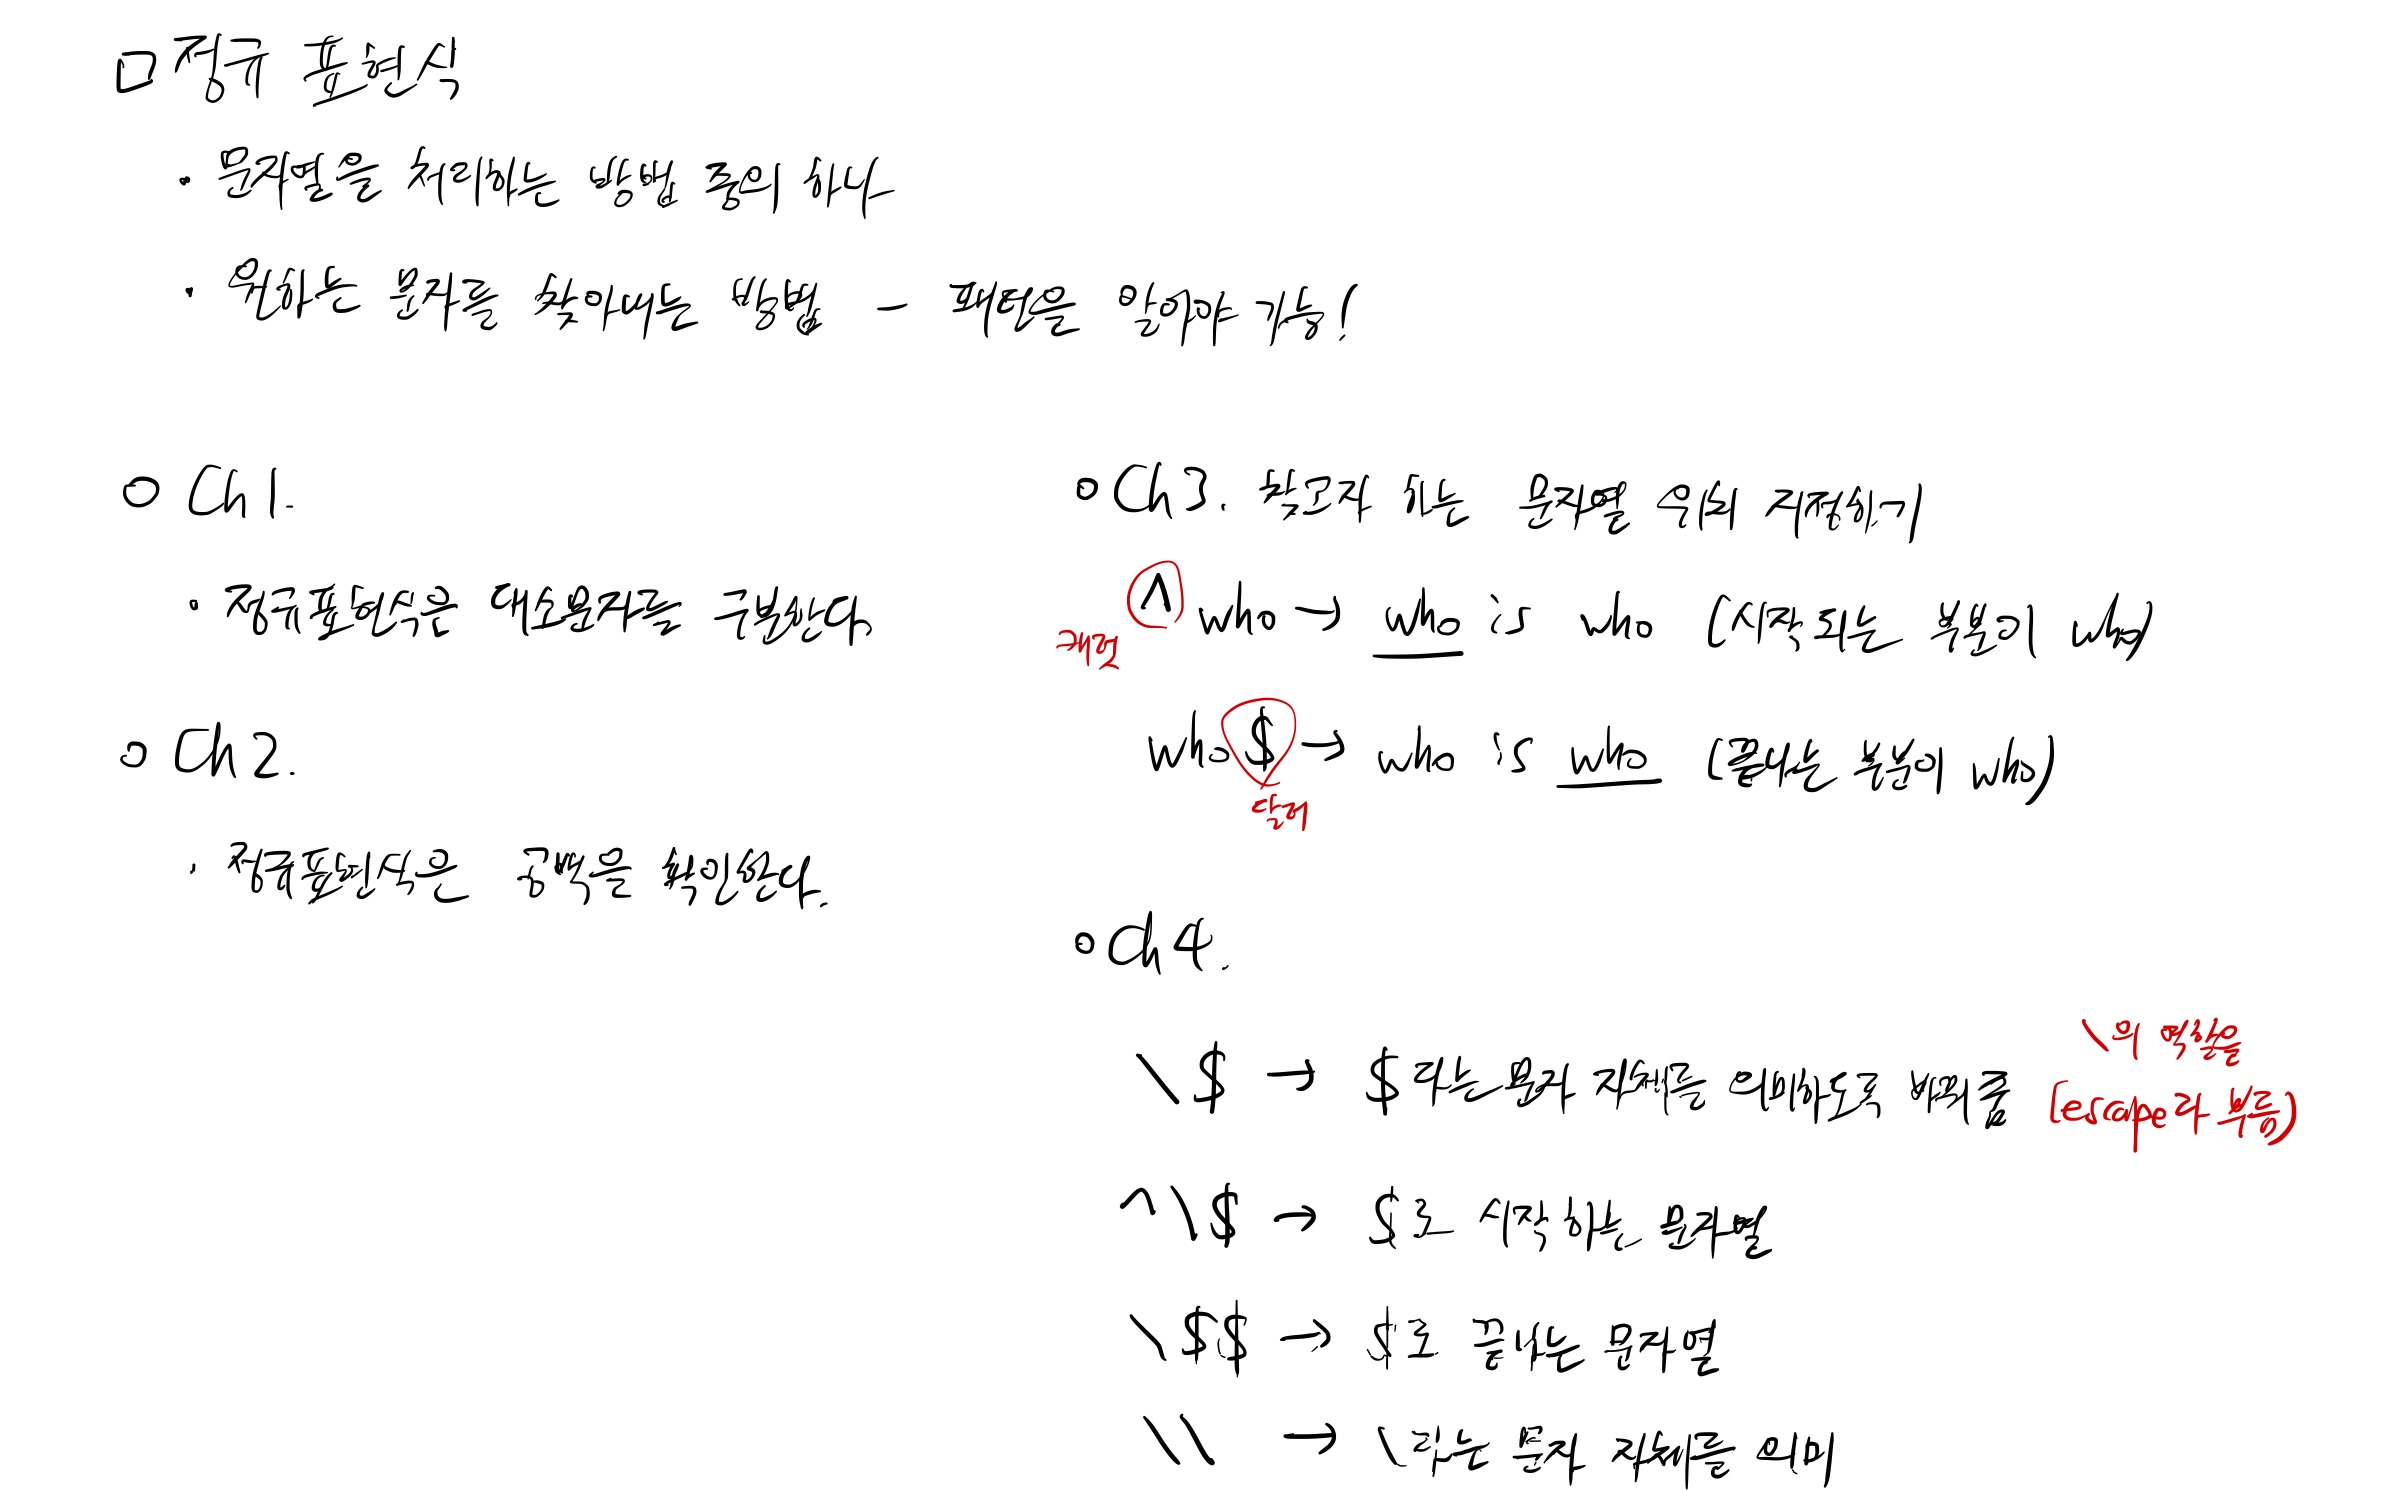 □ 정규 표현식
· 문자열을 처리하는 방법 중의 하나
· 원하는 문자를 찾아내는 방법 – 패턴을 알아야 가능!
○ Ch1.
· 정규표현식은 대소문자를 구분한다
○ Ch2.
· 정규표현식은 공백을 확인한다.
○ Ch3. 찾고자 하는 문자열 위치 지정하기
^ who → who is who (시작되는 부분이 who)
캐럿
who $ → who is who (끝나는 부분이 who)
달러
○ Ch4.
\의 역할을
\$ → $라는 문자 자체를 의미하도록 바꿔줌 (escape라 부름)
^\$ → $로 시작하는 문자열
\$$ → $로 끝나는 문자열
\\ → \라는 문자 자체를 의미